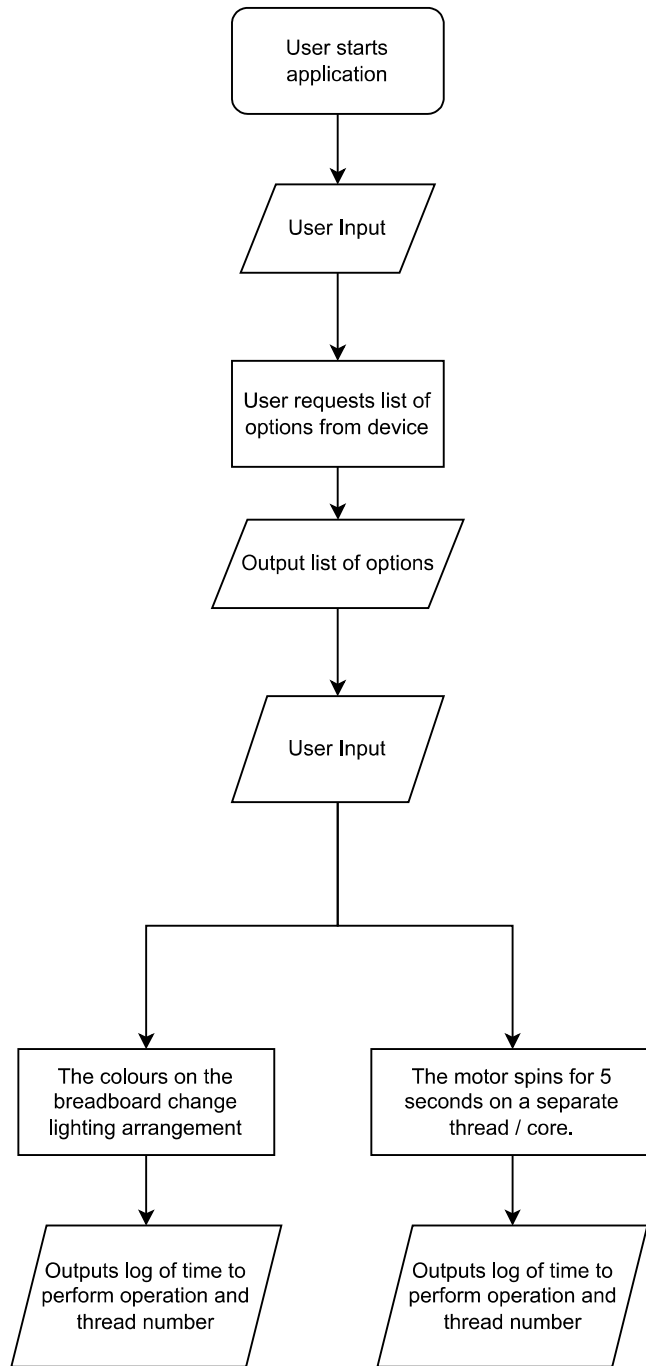 User starts
application
User Input
User requests list of
options from device
Output list of options
User Input
The colours on the
breadboard change
lighting arrangement
The motor spins for 5
seconds on a separate
thread / core.
Outputs log of time to
perform operation and
thread number
Outputs log of time to
perform operation and
thread number